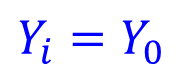 Yᵢ = Y₀